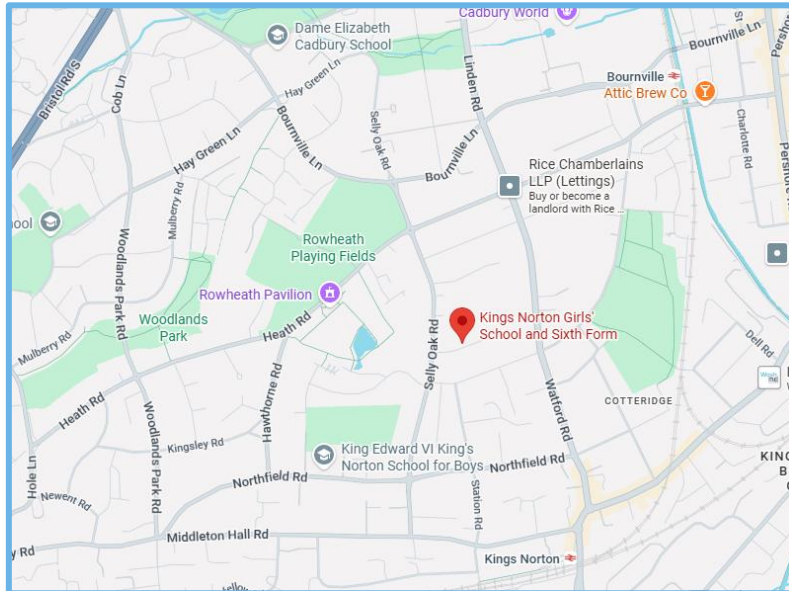 Cadbury World
Dame Elizabeth
Cadbury School
Bristol Rd S
Cob Ln
Hay Green Ln
Linden Rd
Bournville Ln
Pershore
St
Bournville
Attic Brew Co
Selly Oak Rd
Bournville Ln
Hay Green Ln
Charlotte Rd
Bournville Ln
Rice Chamberlains
LLP (Lettings)
Buy or become a
landlord with Rice ...
Mulberry Rd
Pershore
ool
Woodlands Park Rd
Rowheath
Playing Fields
Rowheath Pavilion
Woodlands
Park
Kings Norton Girls'
School and Sixth Form
Mulberry Rd
Heath Rd
Selly Oak Rd
Dell Rd
Watford Rd
COTTERIDGE
Heath Rd
Woodlands Park Rd
Hawthorne Rd
Kingsley Rd
King Edward VI King's
Norton School for Boys
Northfield Rd
KING
B
Hole Ln
Newent Rd
Northfield Rd
Station Rd
Middleton Hall Rd
y Rd
Kings Norton